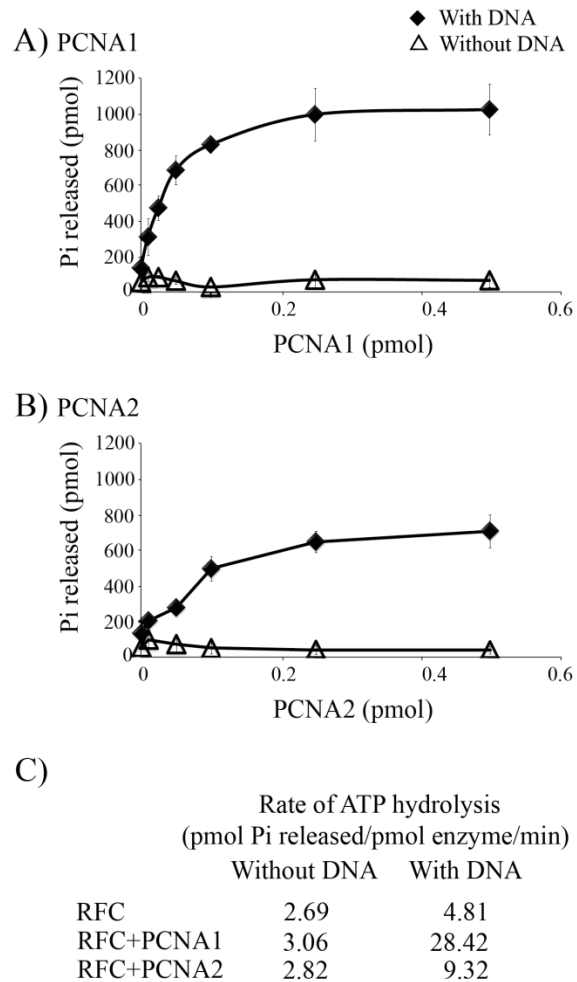 ◆ With DNA
△ Without DNA
A) PCNA1
1200
1000
800
600
400
200
0
Pi released (pmol)
0 0.2 0.4 0.6
PCNA1 (pmol)
B) PCNA2
1200
1000
800
600
400
200
0
Pi released (pmol)
0 0.2 0.4 0.6
PCNA2 (pmol)
C)
Rate of ATP hydrolysis
(pmol Pi released/pmol enzyme/min)
Without DNA With DNA
RFC 2.69 4.81
RFC+PCNA1 3.06 28.42
RFC+PCNA2 2.82 9.32